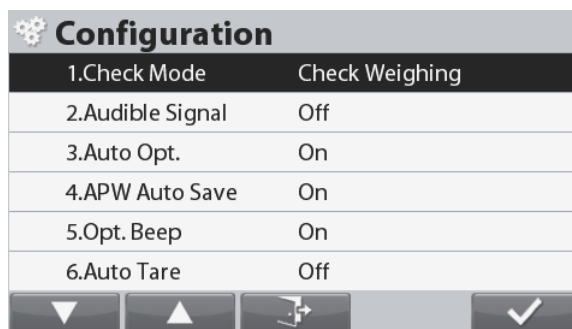 Configuration
1.Check Mode Check Weighing
2.Audible Signal Off
3.Auto Opt. On
4.APW Auto Save On
5.Opt. Beep On
6.Auto Tare Off